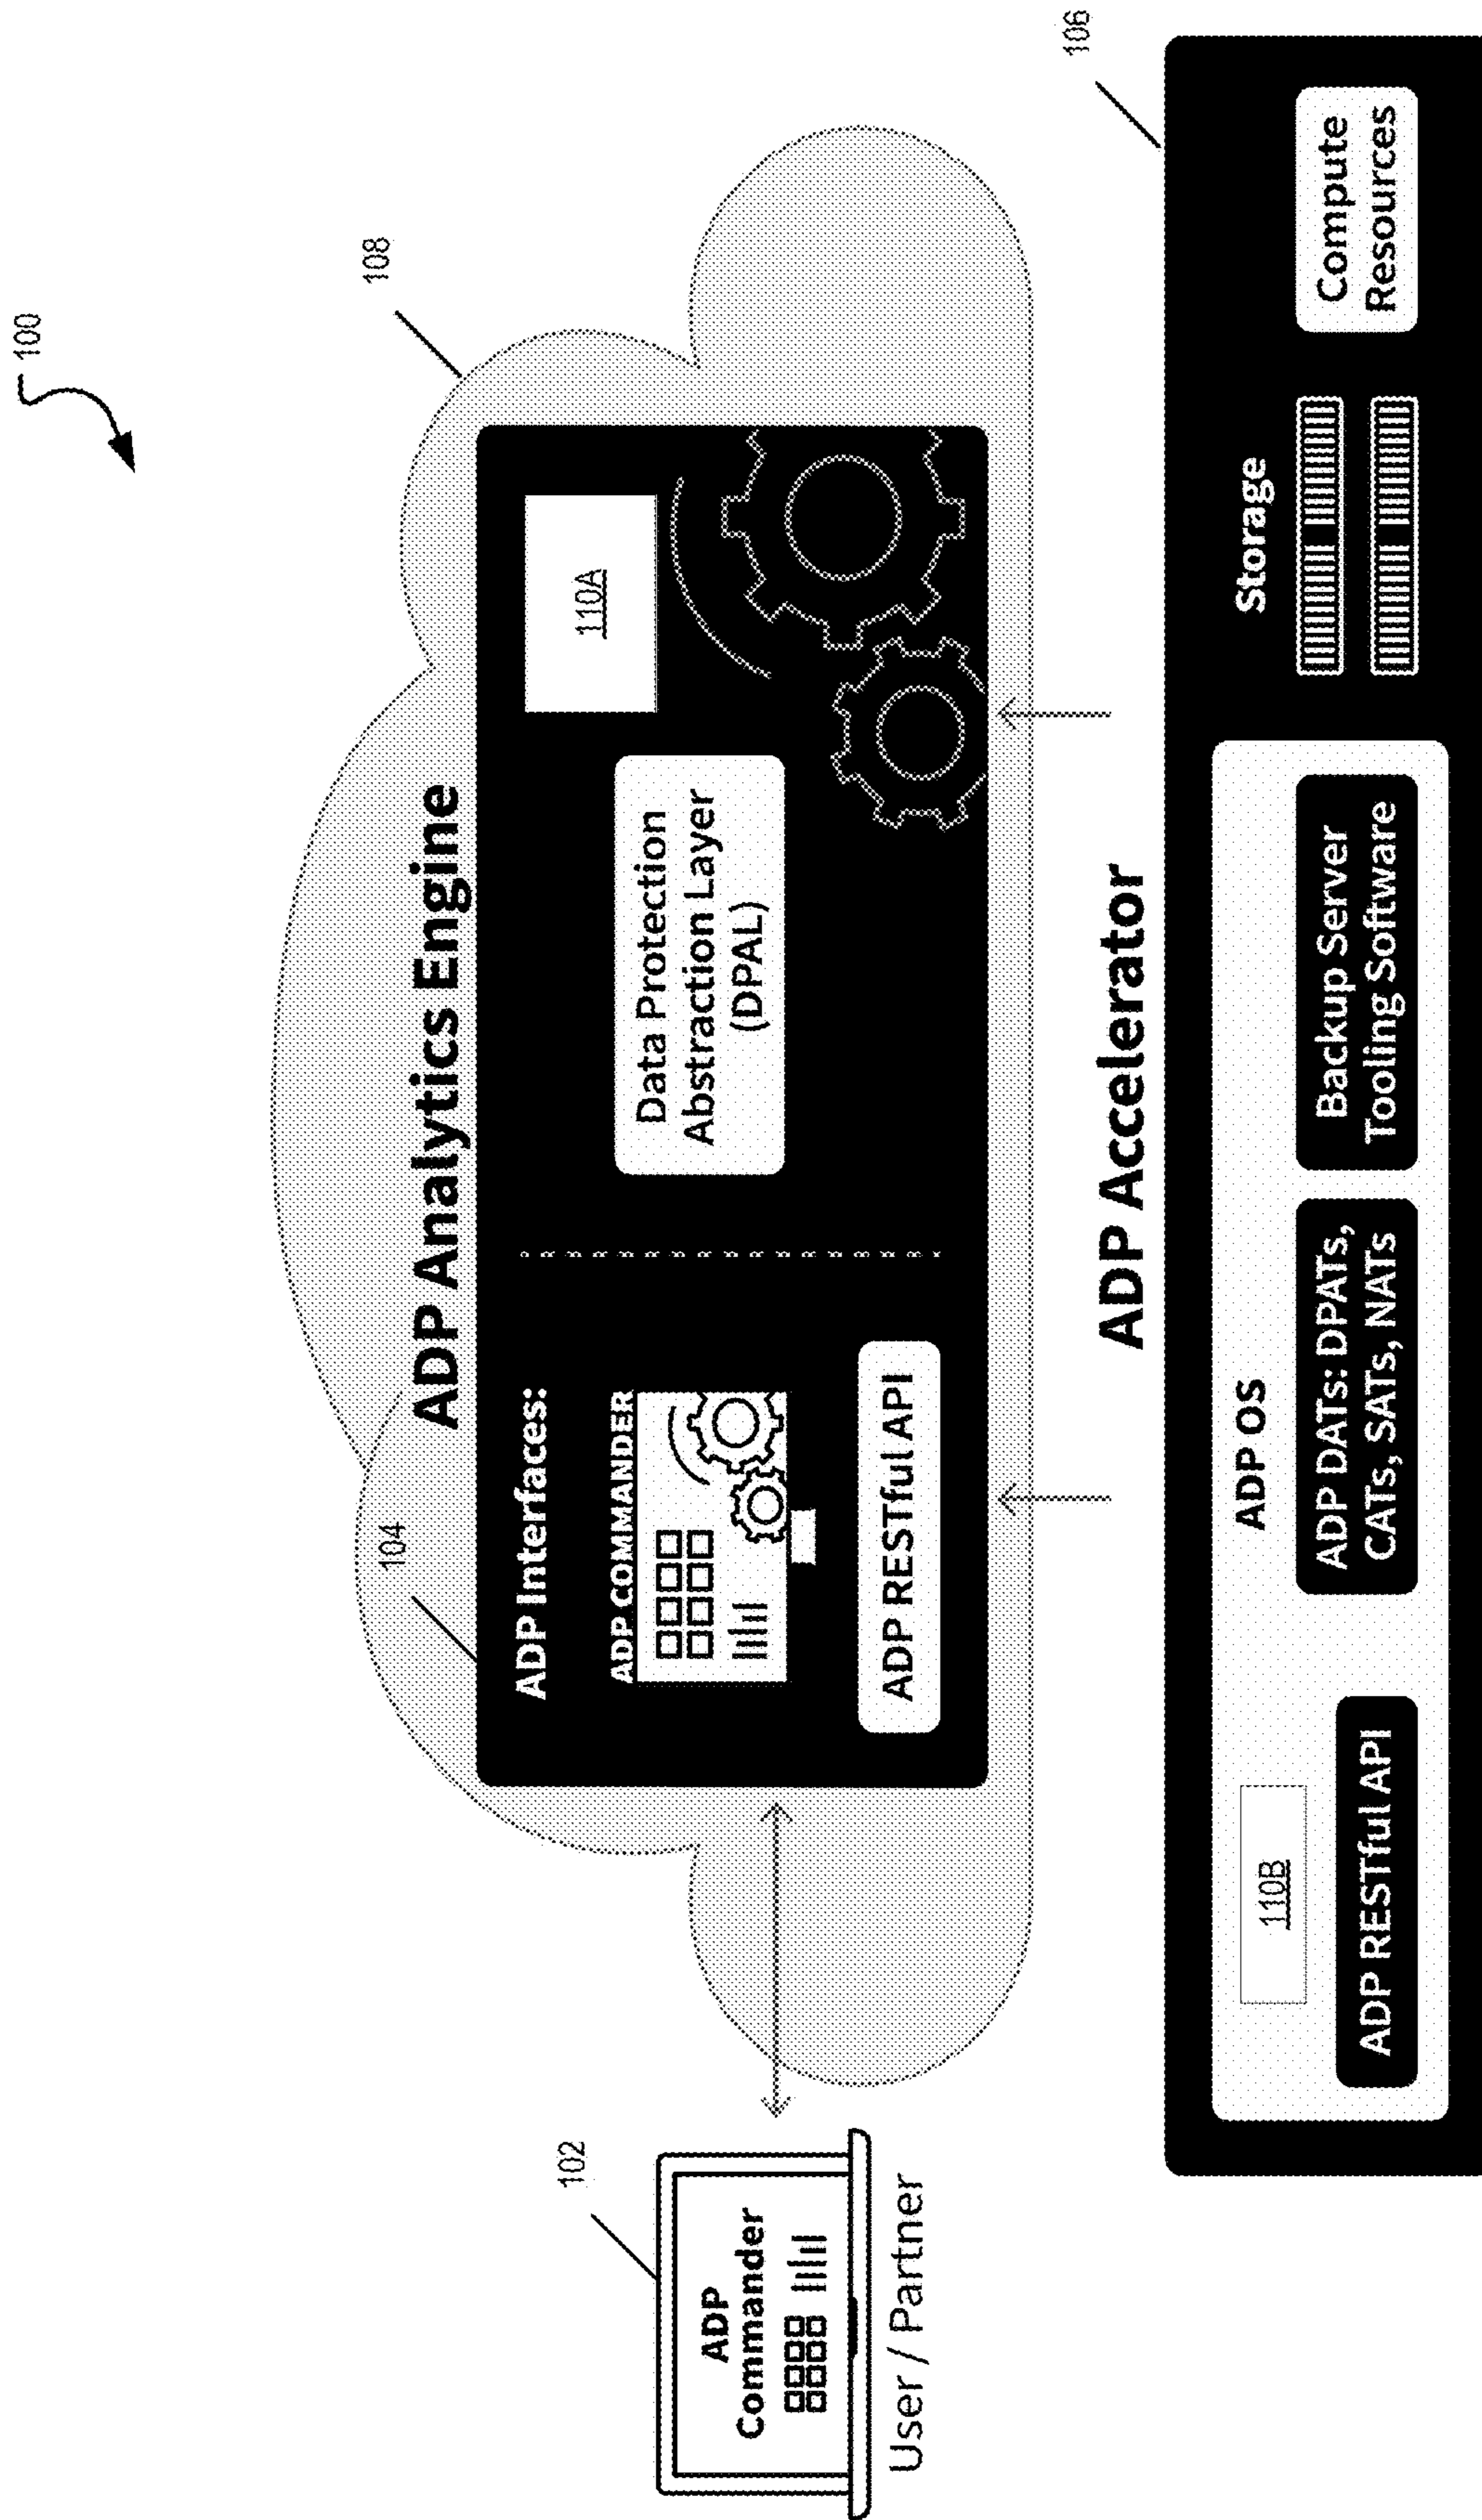 100
108
104
ADP Analytics Engine
ADP Interfaces:
ADP COMMANDER
ADP RESTful API
Data Protection
Abstraction Layer
(DPAL)
110A
102
ADP
Commander
User / Partner
ADP Accelerator
106
110B
ADP RESTful API
ADP OS
ADP DATs: DPATs,
CATs, SATs, NATs
Backup Server
Tooling Software
Storage
Compute
Resources